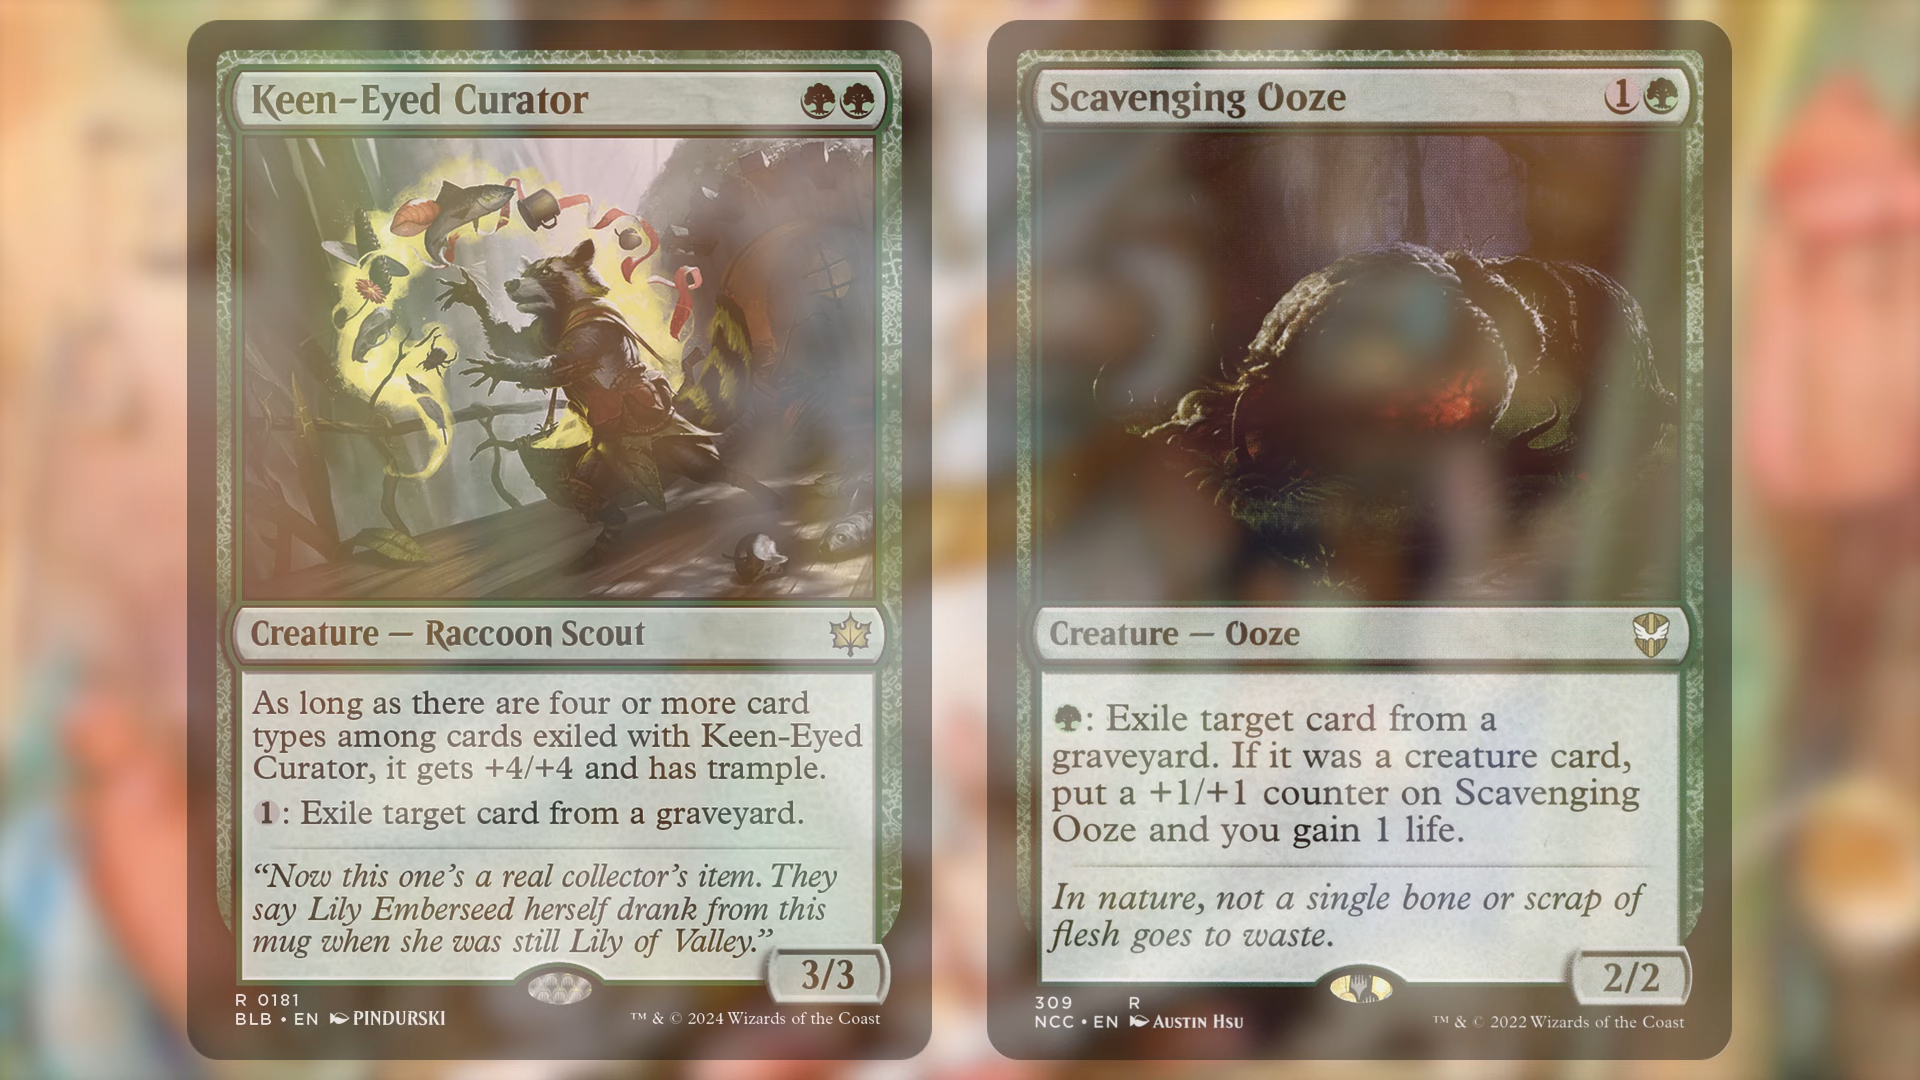 Keen-Eyed Curator
Creature — Raccoon Scout
As long as there are four or more card
types among cards exiled with Keen-Eyed
Curator, it gets +4/+4 and has trample.
1: Exile target card from a graveyard.
“Now this one’s a real collector’s item. They
say Lily Emberseed herself drank from this
mug when she was still Lily of Valley.”
3/3
R 0181
BLB • EN PINDURSKI
™ & © 2024 Wizards of the Coast
Scavenging Ooze 1
Creature — Ooze
: Exile target card from a
graveyard. If it was a creature card,
put a +1/+1 counter on Scavenging
Ooze and you gain 1 life.
In nature, not a single bone or scrap of
flesh goes to waste.
2/2
309 R
NCC • EN AUSTIN HSU
™ & © 2022 Wizards of the Coast